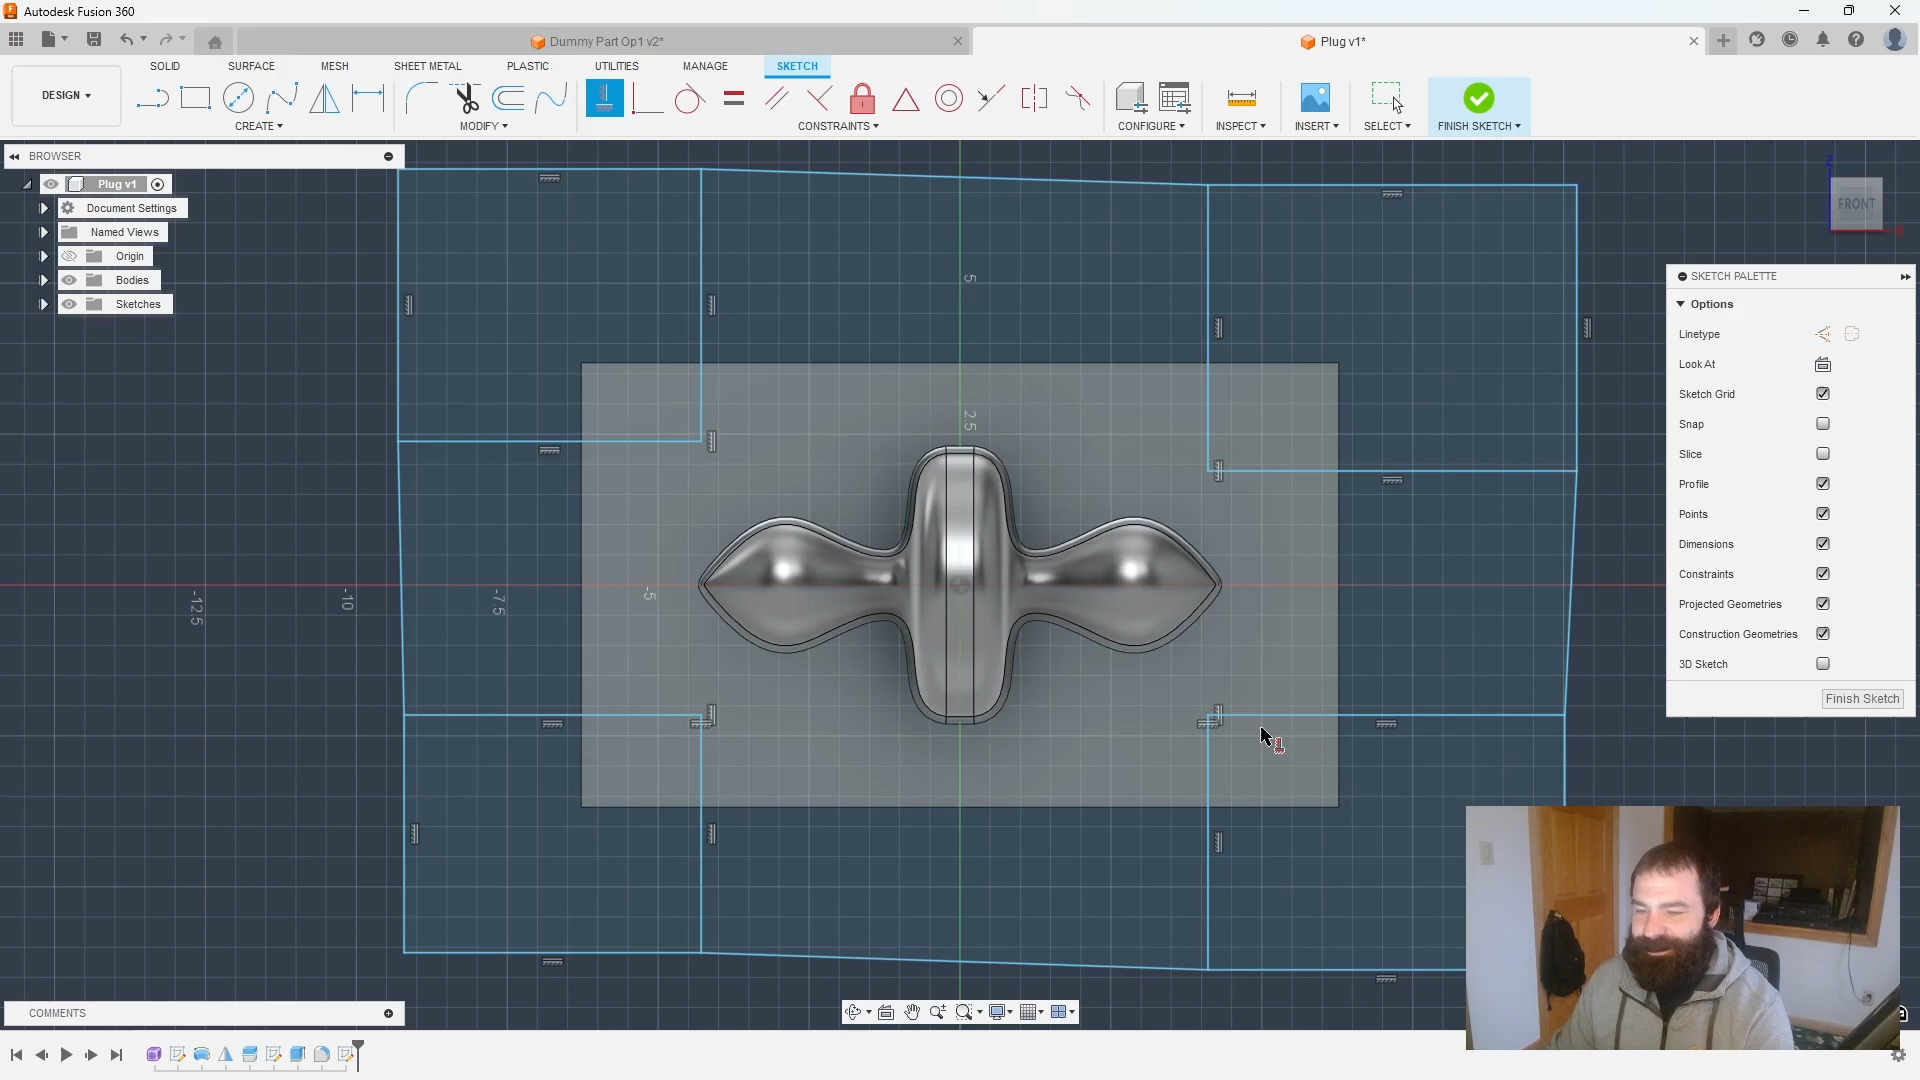 Autodesk Fusion 360
Dummy Part Op1 v2*
Plug v1*
SOLID SURFACE MESH SHEET METAL PLASTIC UTILITIES MANAGE SKETCH
DESIGN
CREATE MODIFY CONSTRAINTS CONFIGURE INSPECT INSERT SELECT FINISH SKETCH
BROWSER
Plug v1
Document Settings
Named Views
Origin
Bodies
Sketches
Z
FRONT
X
5
2.5
-12.5
-10
-7.5
-5
SKETCH PALETTE
Options
Linetype
Look At
Sketch Grid
Snap
Slice
Profile
Points
Dimensions
Constraints
Projected Geometries
Construction Geometries
3D Sketch
Finish Sketch
COMMENTS